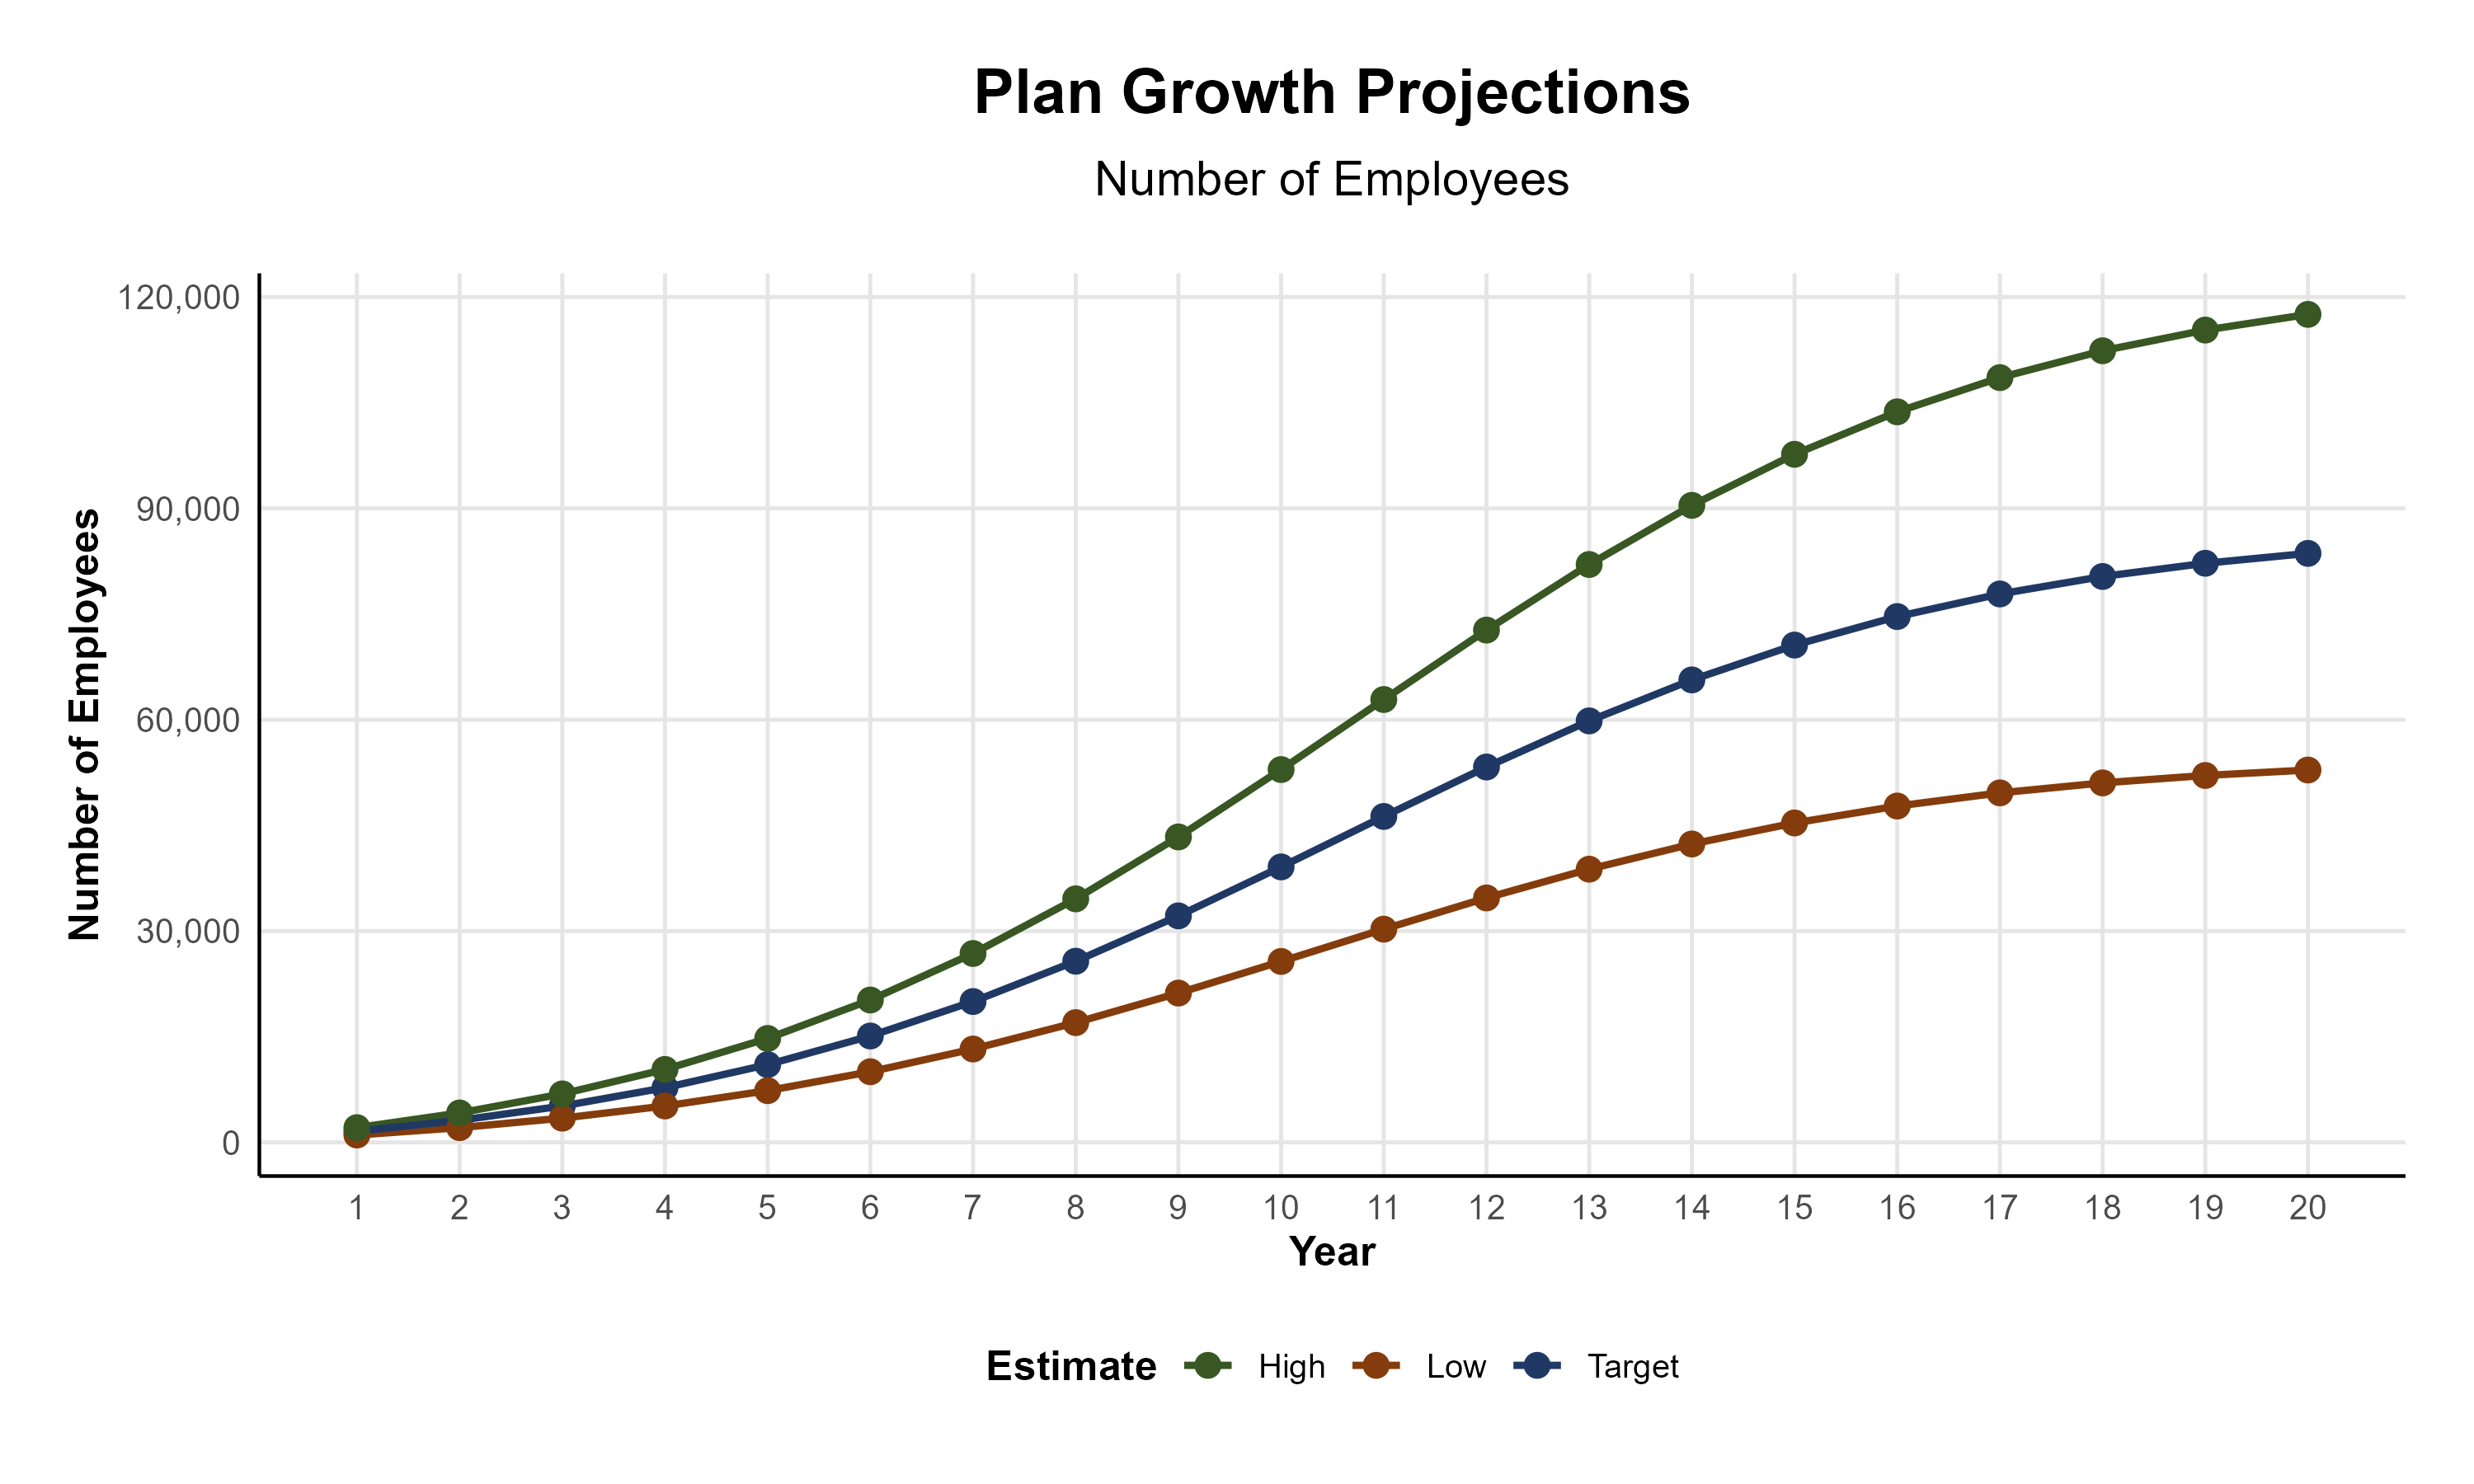 Plan Growth Projections
Number of Employees
120,000
90,000
60,000
30,000
0
Number of Employees
1 2 3 4 5 6 7 8 9 10 11 12 13 14 15 16 17 18 19 20
Year
Estimate High Low Target